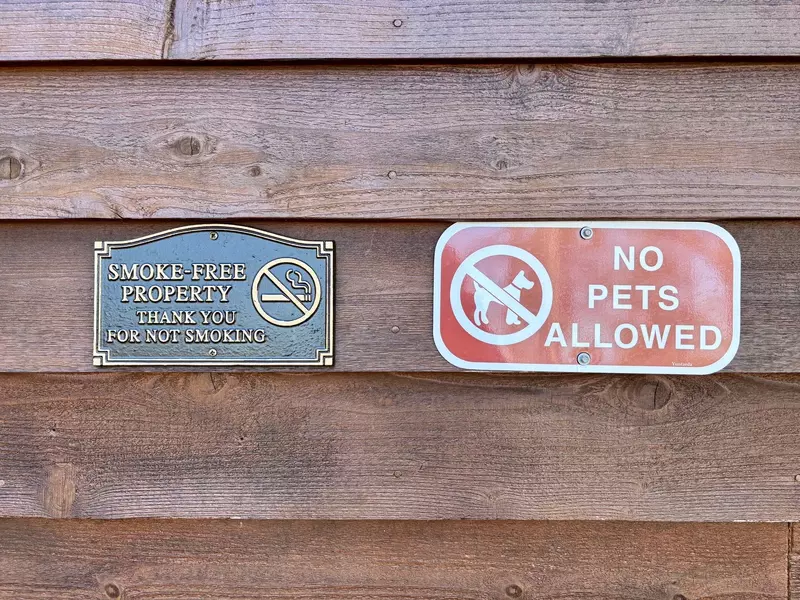 SMOKE-FREE
PROPERTY
THANK YOU
FOR NOT SMOKING
NO
PETS
ALLOWED